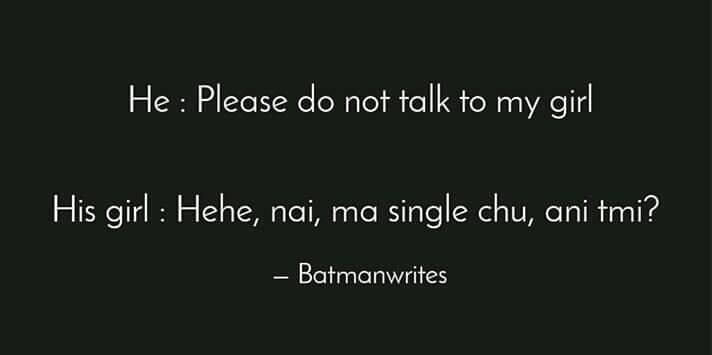 He : Please do not talk to my girl
His girl : Hehe, nai, ma single chu, ani tmi?
– Batmanwrites